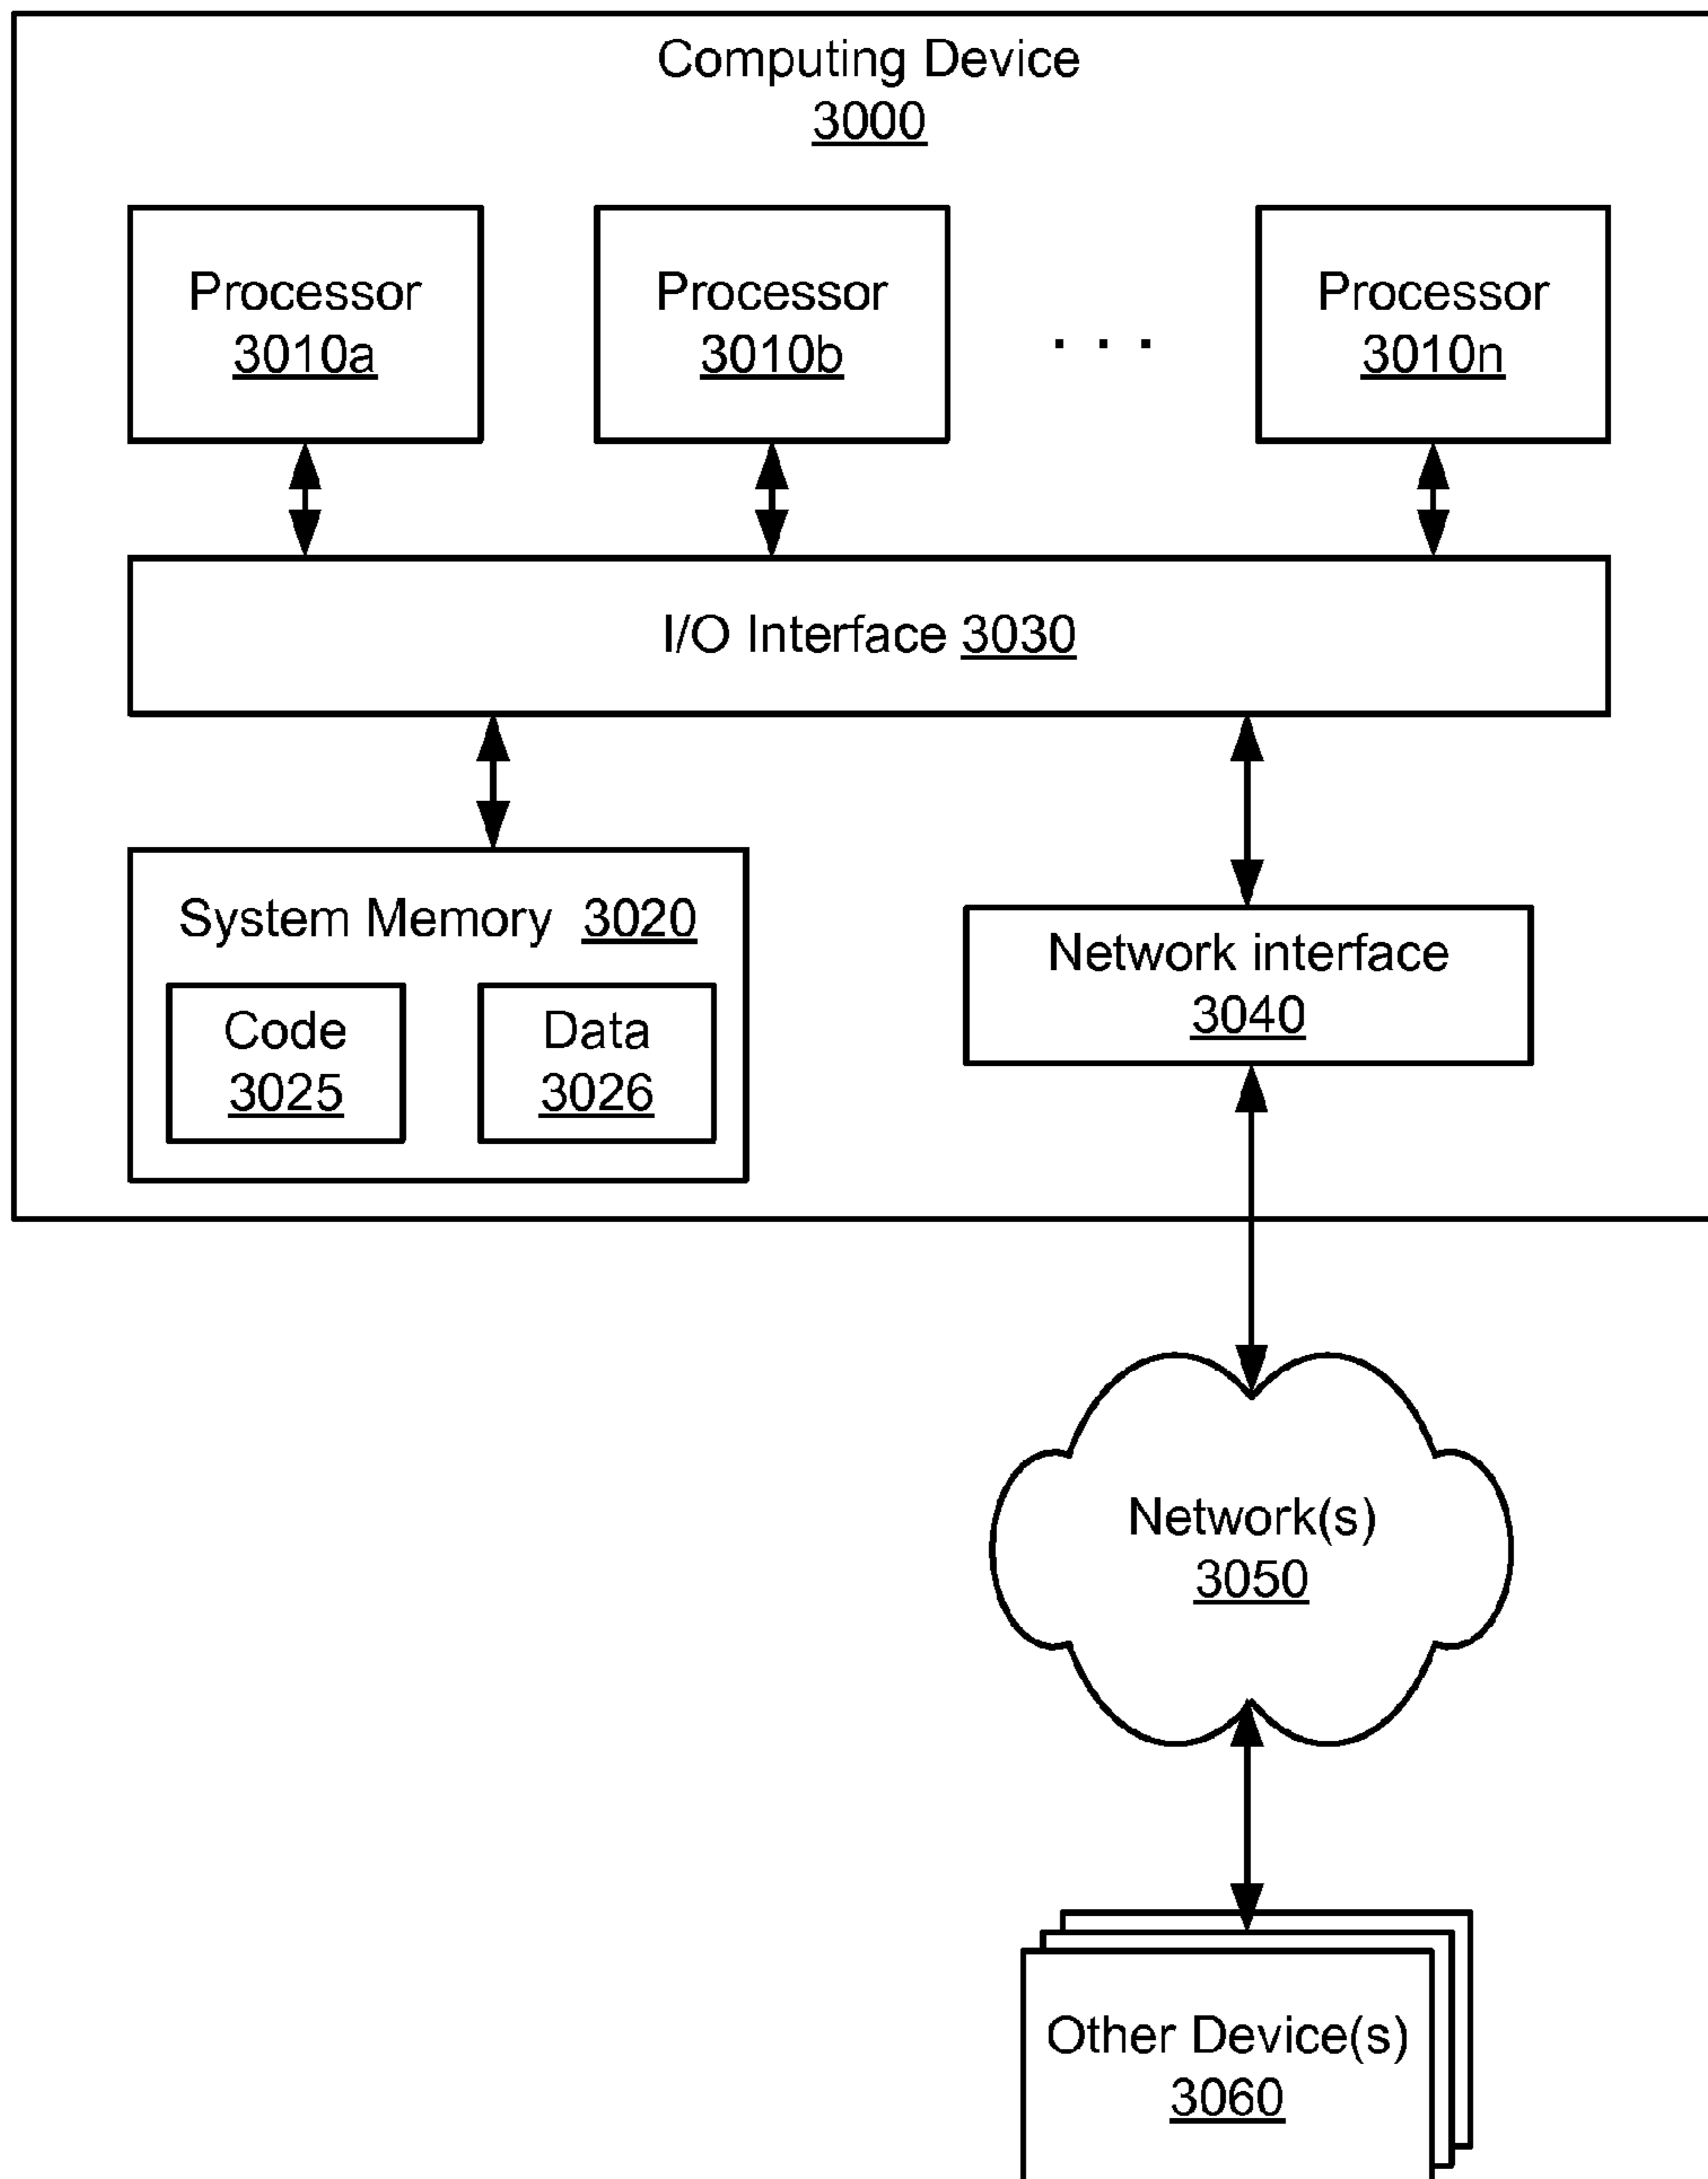 Computing Device
3000
Processor
3010a
Processor
3010b
. . .
Processor
3010n
I/O Interface 3030
System Memory 3020
Code
3025
Data
3026
Network interface
3040
Network(s)
3050
Other Device(s)
3060